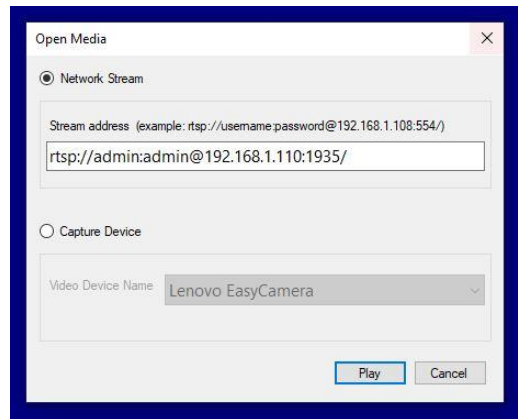 Open Media
Network Stream
Stream address (example: rtsp://username:password@192.168.1.108:554/)
rtsp://admin:admin@192.168.1.110:1935/
Capture Device
Video Device Name Lenovo EasyCamera
Play Cancel